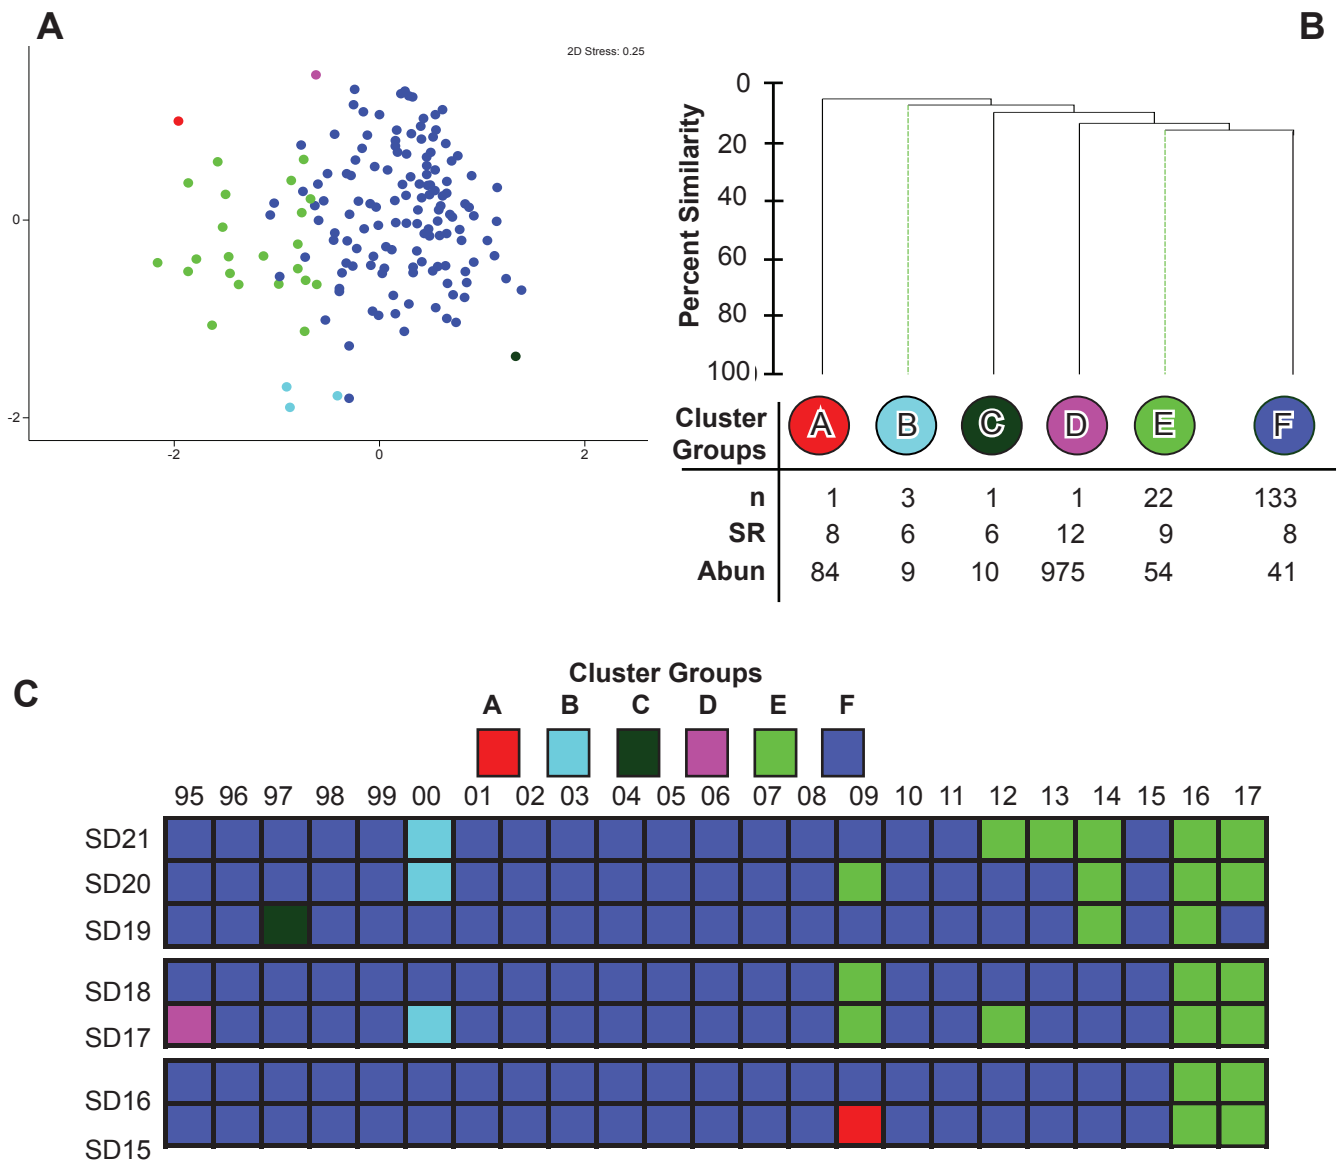 A
2D Stress: 0.25
0
-2
-2
0
2
B
Percent Similarity
0
20
40
60
80
100
Cluster Groups
A B C D E F
n 1 3 1 1 22 133
SR 8 6 6 12 9 8
Abun 84 9 10 975 54 41
C
Cluster Groups
A B C D E F
95 96 97 98 99 00 01 02 03 04 05 06 07 08 09 10 11 12 13 14 15 16 17
SD21
SD20
SD19
SD18
SD17
SD16
SD15